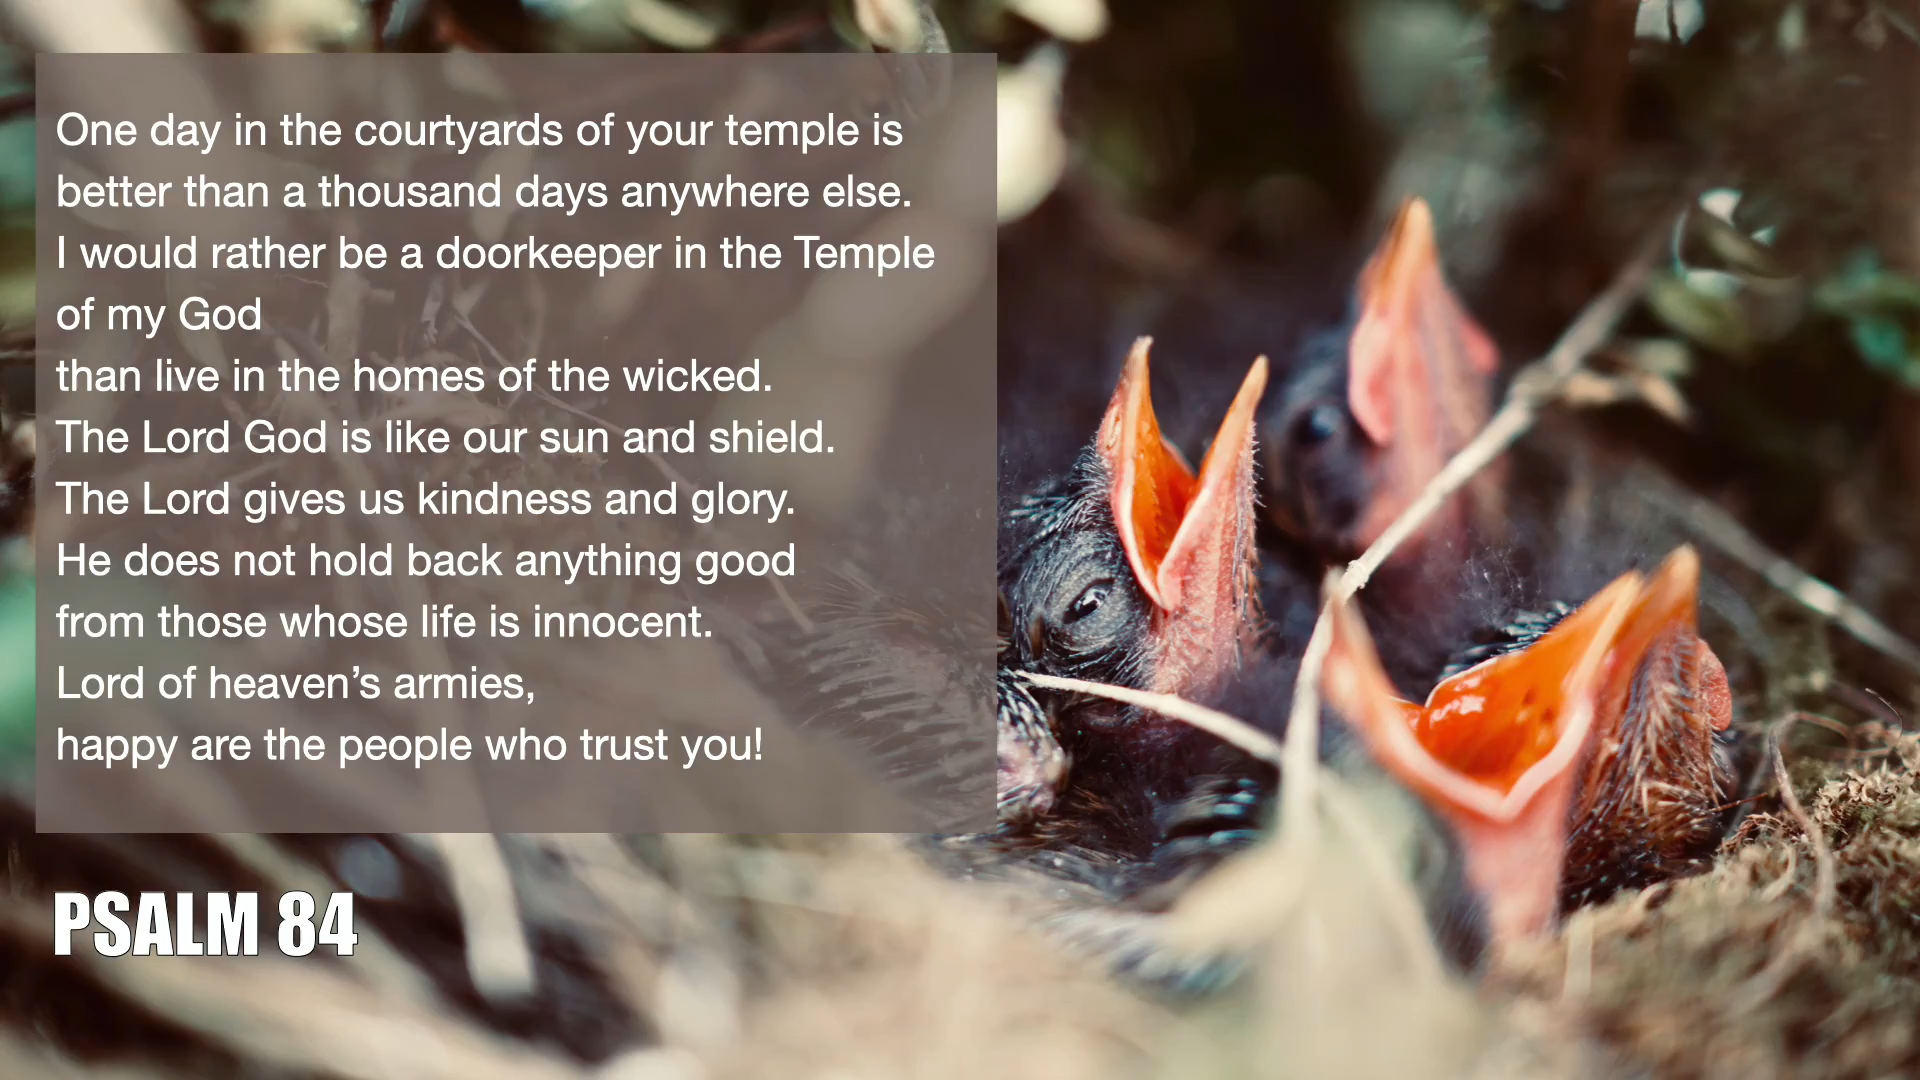 One day in the courtyards of your temple is
better than a thousand days anywhere else.
I would rather be a doorkeeper in the Temple
of my God
than live in the homes of the wicked.
The Lord God is like our sun and shield.
The Lord gives us kindness and glory.
He does not hold back anything good
from those whose life is innocent.
Lord of heaven’s armies,
happy are the people who trust you!
PSALM 84